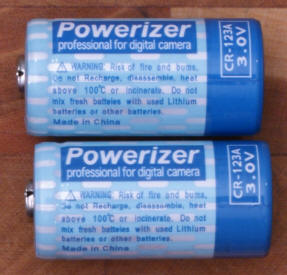 Powerizer
professional for digital camera
WARNING: Risk of fire and burns,
Do not Recharge, disassemble, heat
above 100°C or incinerate. Do not
mix fresh batteies with used Lithium
batteries or other batteries.
Made in China
CR-123A
3.0V
Powerizer
professional for digital camera
WARNING: Risk of fire and burns,
Do not Recharge, disassemble, heat
above 100°C or incinerate. Do not
mix fresh batteies with used Lithium
batteries or other batteries.
Made in China
CR-123A
3.0V